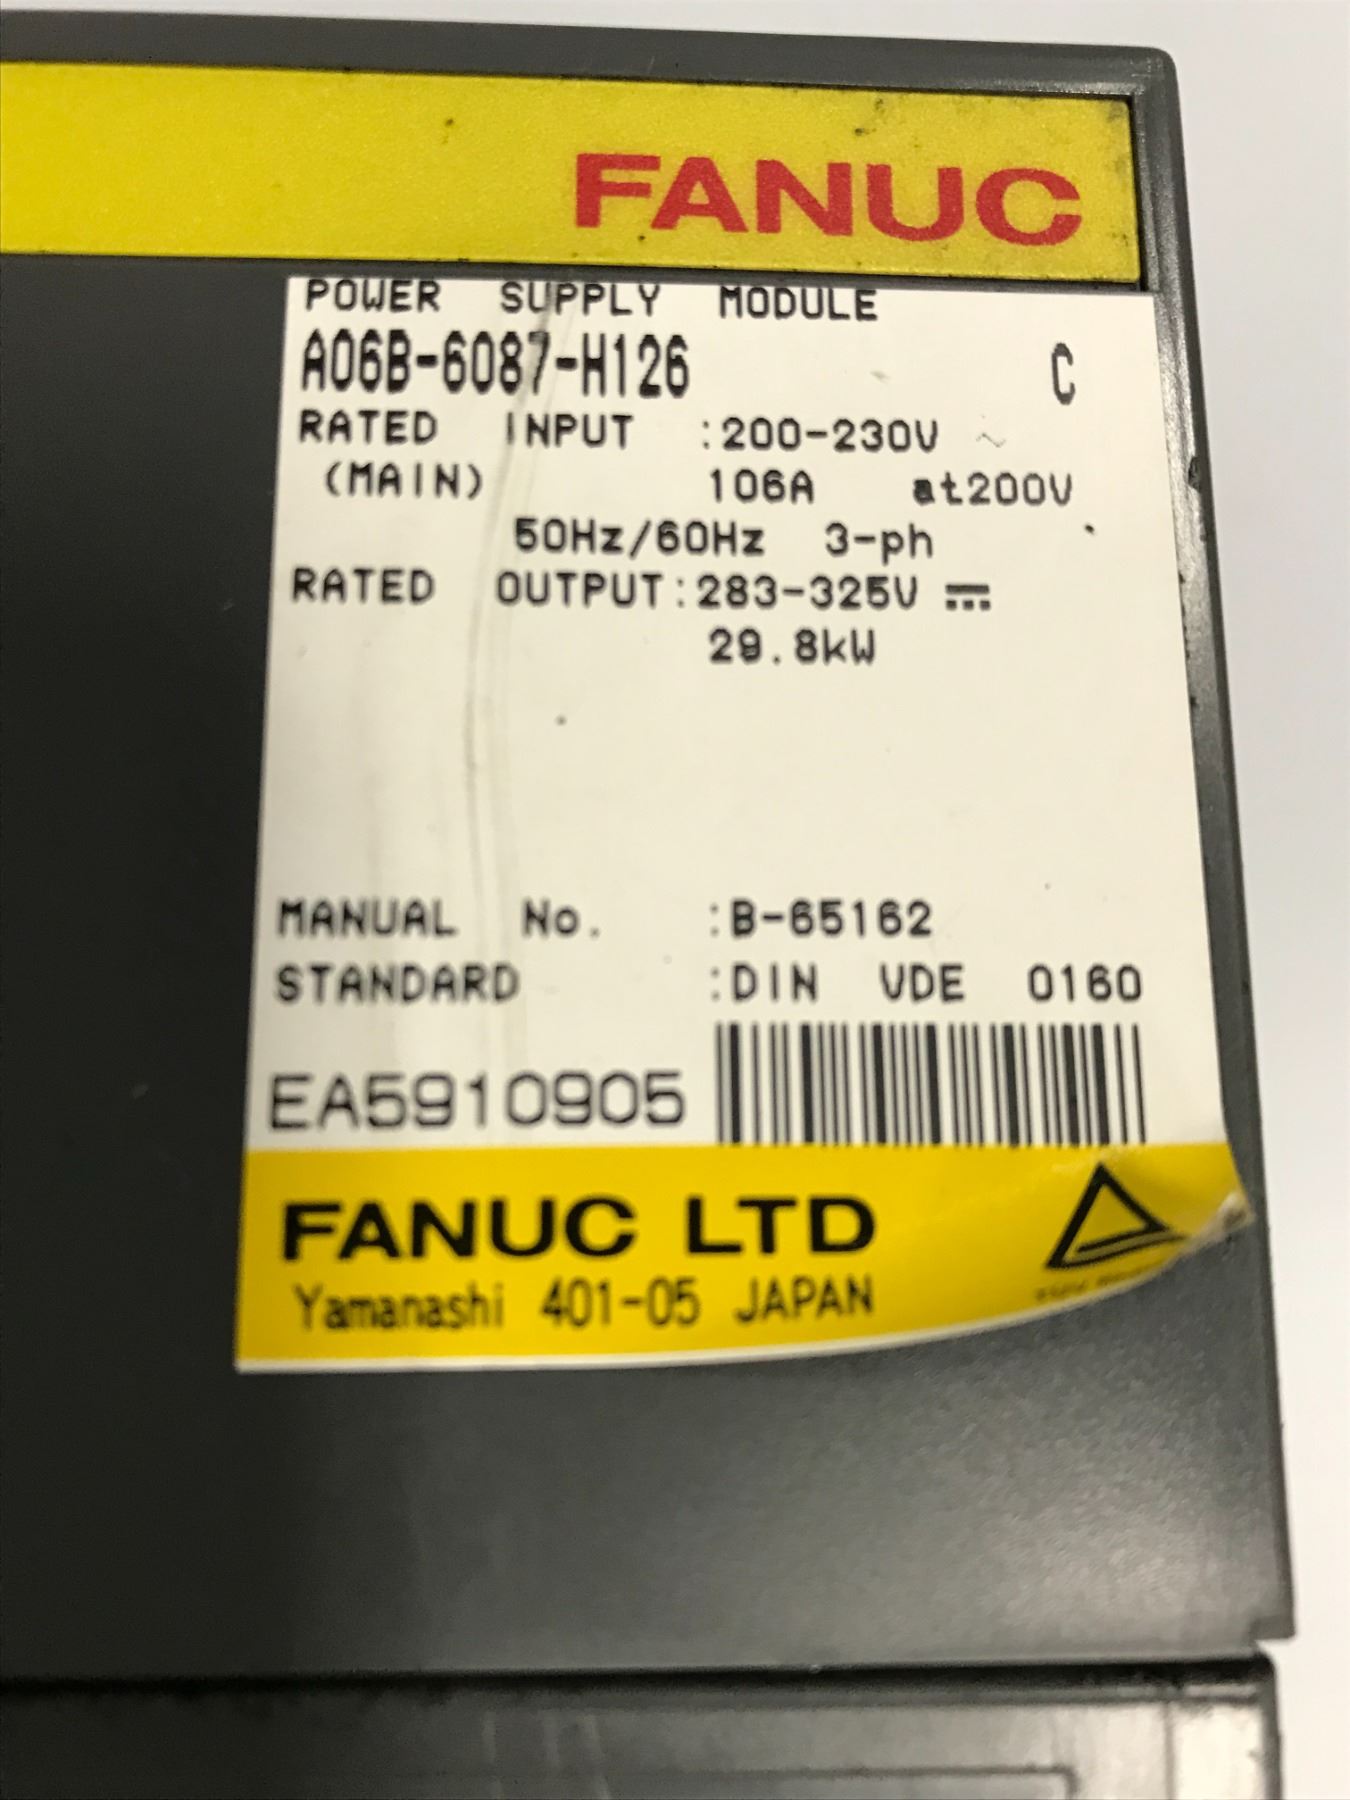 FANUC
POWER SUPPLY MODULE
A06B-6087-H126 C
RATED INPUT :200-230V ~
(MAIN) 106A at200V
50Hz/60Hz 3-ph
RATED OUTPUT:283-325V ⎓
29.8kW
MANUAL No. :B-65162
STANDARD :DIN VDE 0160
EA5910905
FANUC LTD
Yamanashi 401-05 JAPAN